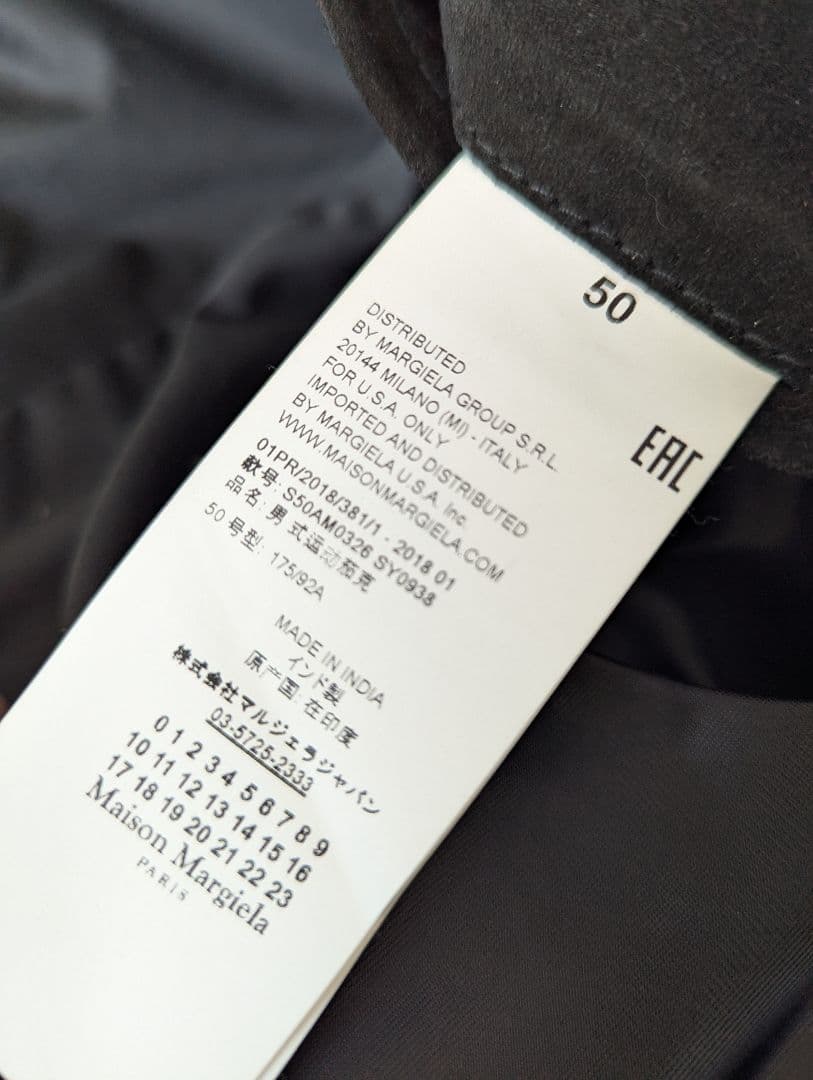 50
EAC
DISTRIBUTED
BY MARGIELA GROUP S.R.L.
20144 MILANO (MI) - ITALY
FOR U.S.A. ONLY
IMPORTED AND DISTRIBUTED
BY MARGIELA U.S.A. Inc.
WWW.MAISONMARGIELA.COM
01PR/2018/381/1 - 2018 01
款号: S50AM0326 SY0938
品名: 男 式运动茄克
50 号型: 175/92A
MADE IN INDIA
インド製
原产国: 在印度
株式会社マルジェラジャパン
03-5725-2333
0 1 2 3 4 5 6 7 8 9
10 11 12 13 14 15 16
17 18 19 20 21 22 23
Maison Margiela
PARIS